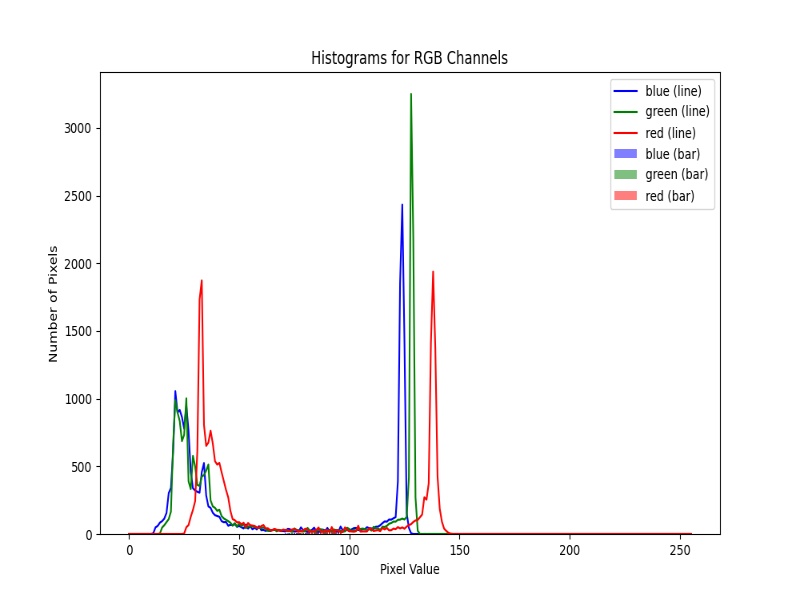 Histograms for RGB Channels
blue (line)
green (line)
red (line)
blue (bar)
green (bar)
red (bar)
Number of Pixels
3000
2500
2000
1500
1000
500
0
0 50 100 150 200 250
Pixel Value